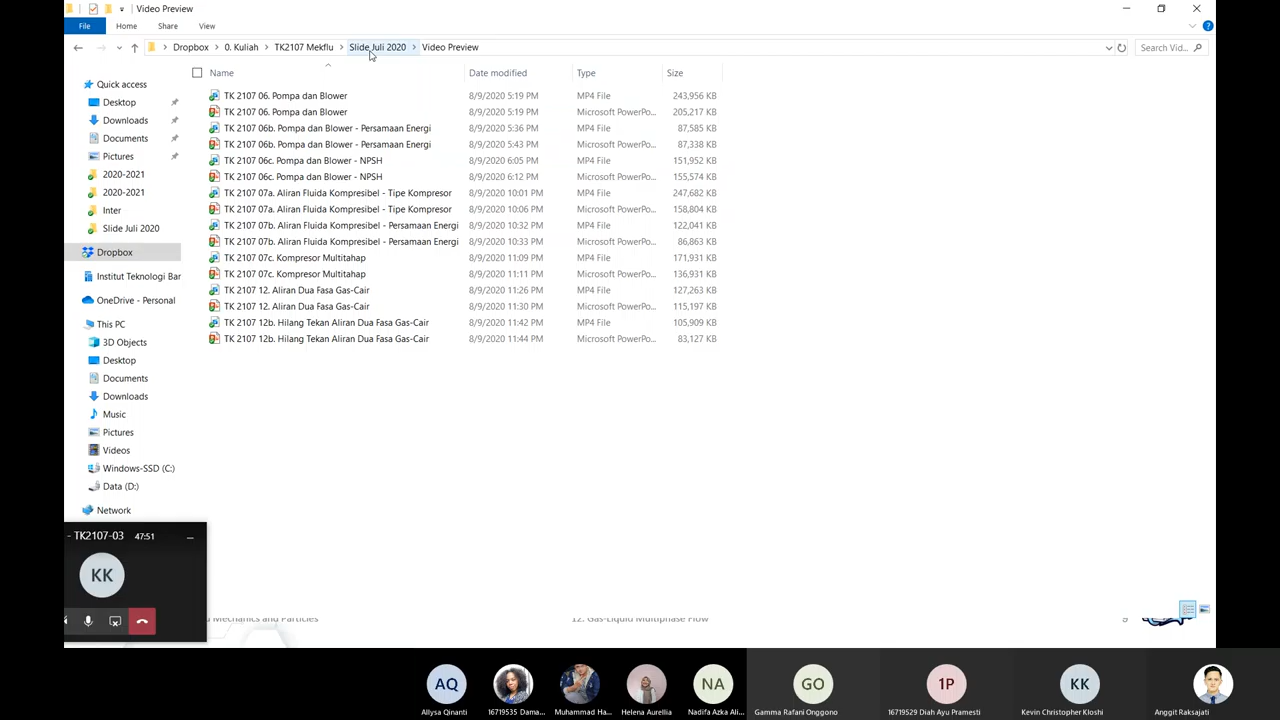 Video Preview
File Home Share View
Dropbox > 0. Kuliah > TK2107 Mekflu > Slide Juli 2020 > Video Preview
Search Vid...
Name Date modified Type Size
TK 2107 06. Pompa dan Blower 8/9/2020 5:19 PM MP4 File 243,956 KB
TK 2107 06. Pompa dan Blower 8/9/2020 5:19 PM Microsoft PowerPo... 205,217 KB
TK 2107 06b. Pompa dan Blower - Persamaan Energi 8/9/2020 5:36 PM MP4 File 87,585 KB
TK 2107 06b. Pompa dan Blower - Persamaan Energi 8/9/2020 5:43 PM Microsoft PowerPo... 87,338 KB
TK 2107 06c. Pompa dan Blower - NPSH 8/9/2020 6:05 PM MP4 File 151,952 KB
TK 2107 06c. Pompa dan Blower - NPSH 8/9/2020 6:12 PM Microsoft PowerPo... 155,574 KB
TK 2107 07a. Aliran Fluida Kompresibel - Tipe Kompresor 8/9/2020 10:01 PM MP4 File 247,682 KB
TK 2107 07a. Aliran Fluida Kompresibel - Tipe Kompresor 8/9/2020 10:06 PM Microsoft PowerPo... 158,804 KB
TK 2107 07b. Aliran Fluida Kompresibel - Persamaan Energi 8/9/2020 10:32 PM MP4 File 122,041 KB
TK 2107 07b. Aliran Fluida Kompresibel - Persamaan Energi 8/9/2020 10:33 PM Microsoft PowerPo... 86,863 KB
TK 2107 07c. Kompresor Multitahap 8/9/2020 11:09 PM MP4 File 171,931 KB
TK 2107 07c. Kompresor Multitahap 8/9/2020 11:11 PM Microsoft PowerPo... 136,931 KB
TK 2107 12. Aliran Dua Fasa Gas-Cair 8/9/2020 11:26 PM MP4 File 127,263 KB
TK 2107 12. Aliran Dua Fasa Gas-Cair 8/9/2020 11:30 PM Microsoft PowerPo... 115,197 KB
TK 2107 12b. Hilang Tekan Aliran Dua Fasa Gas-Cair 8/9/2020 11:42 PM MP4 File 105,909 KB
TK 2107 12b. Hilang Tekan Aliran Dua Fasa Gas-Cair 8/9/2020 11:44 PM Microsoft PowerPo... 83,127 KB
Quick access
Desktop
Downloads
Documents
Pictures
2020-2021
2020-2021
Inter
Slide Juli 2020
Dropbox
Institut Teknologi Bar
OneDrive - Personal
This PC
3D Objects
Desktop
Documents
Downloads
Music
Pictures
Videos
Windows-SSD (C:)
Data (D:)
Network
- TK2107-03 47:51
KK
d Mechanics and Particles 12. Gas-Liquid Multiphase Flow 9
AQ NA GO 1P KK
Allysa Qinanti 16719535 Dama... Muhammad Ha... Helena Aurellia Nadifa Azka Ali... Gamma Rafani Onggono 16719529 Diah Ayu Pramesti Kevin Christopher Kloshi Anggit Raksajati